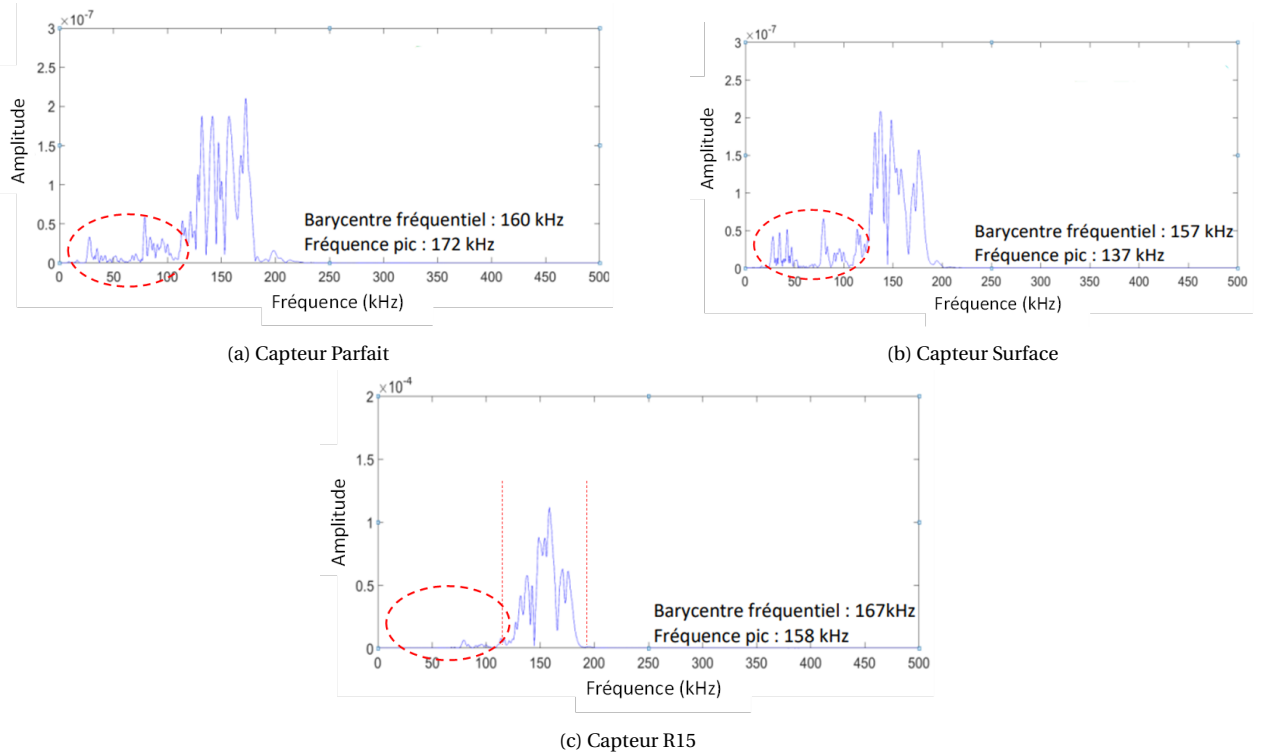 ×10⁻⁷
3
2.5
2
1.5
1
0.5
0
Amplitude
0 50 100 150 200 250 300 350 400 450 500
Fréquence (kHz)
Barycentre fréquentiel : 160 kHz
Fréquence pic : 172 kHz
(a) Capteur Parfait
×10⁻⁷
3
2.5
2
1.5
1
0.5
0
Amplitude
0 50 100 150 200 250 300 350 400 450 500
Fréquence (kHz)
Barycentre fréquentiel : 157 kHz
Fréquence pic : 137 kHz
(b) Capteur Surface
×10⁻⁴
2
1.5
1
0.5
0
Amplitude
0 50 100 150 200 250 300 350 400 450 500
Fréquence (kHz)
Barycentre fréquentiel : 167kHz
Fréquence pic : 158 kHz
(c) Capteur R15